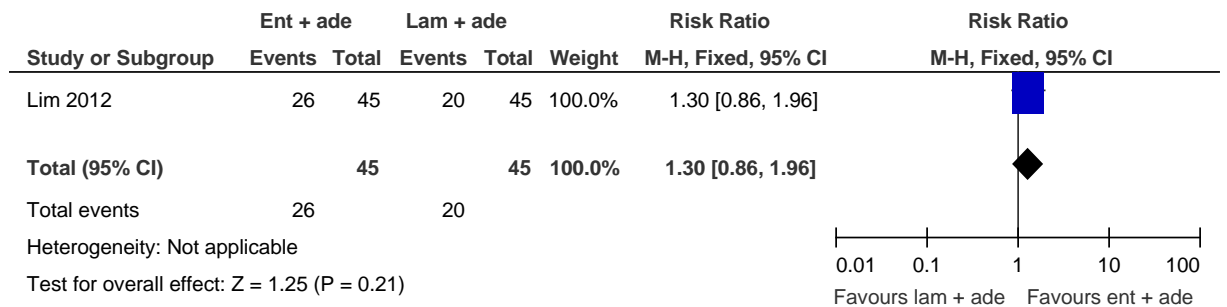 Ent + ade Lam + ade Risk Ratio Risk Ratio
Study or Subgroup Events Total Events Total Weight M-H, Fixed, 95% CI M-H, Fixed, 95% CI
Lim 2012 26 45 20 45 100.0% 1.30 [0.86, 1.96]
Total (95% CI) 45 45 100.0% 1.30 [0.86, 1.96]
Total events 26 20
Heterogeneity: Not applicable
Test for overall effect: Z = 1.25 (P = 0.21)
0.01 0.1 1 10 100
Favours lam + ade Favours ent + ade